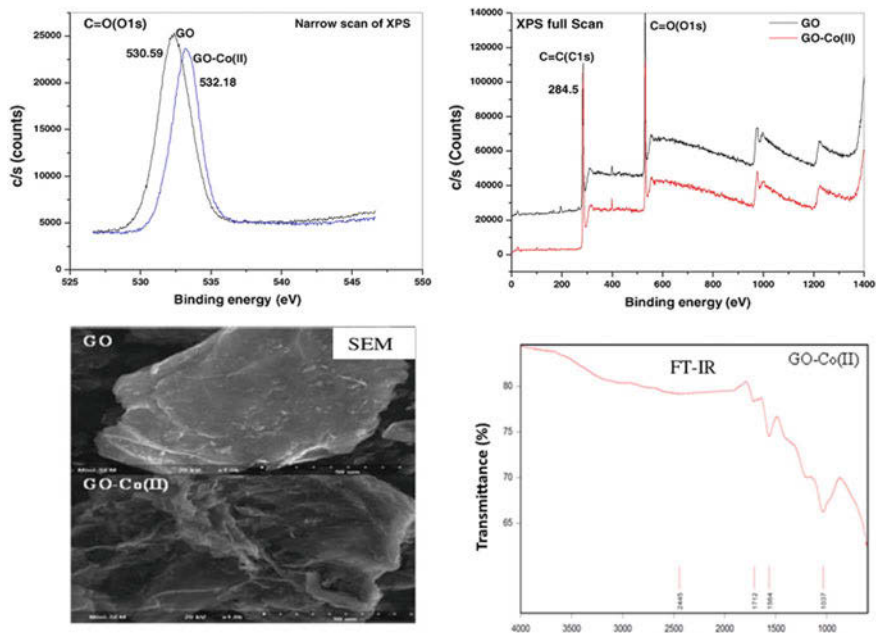 C=O(O1s)
GO
Narrow scan of XPS
530.59
GO-Co(II)
532.18
25000
20000
15000
10000
5000
0
c/s (counts)
525
530
535
540
545
550
Binding energy (eV)
XPS full Scan
C=O(O1s)
GO
GO-Co(II)
C=C(C1s)
284.5
140000
120000
100000
80000
60000
40000
20000
0
c/s (Counts)
0
200
400
600
800
1000
1200
1400
Binding energy (eV)
GO
SEM
GO-Co(II)
FT-IR
GO-Co(II)
80
75
70
65
Transmittance (%)
2445
1712
1564
1037
4000
3000
2500
2000
1500
1000